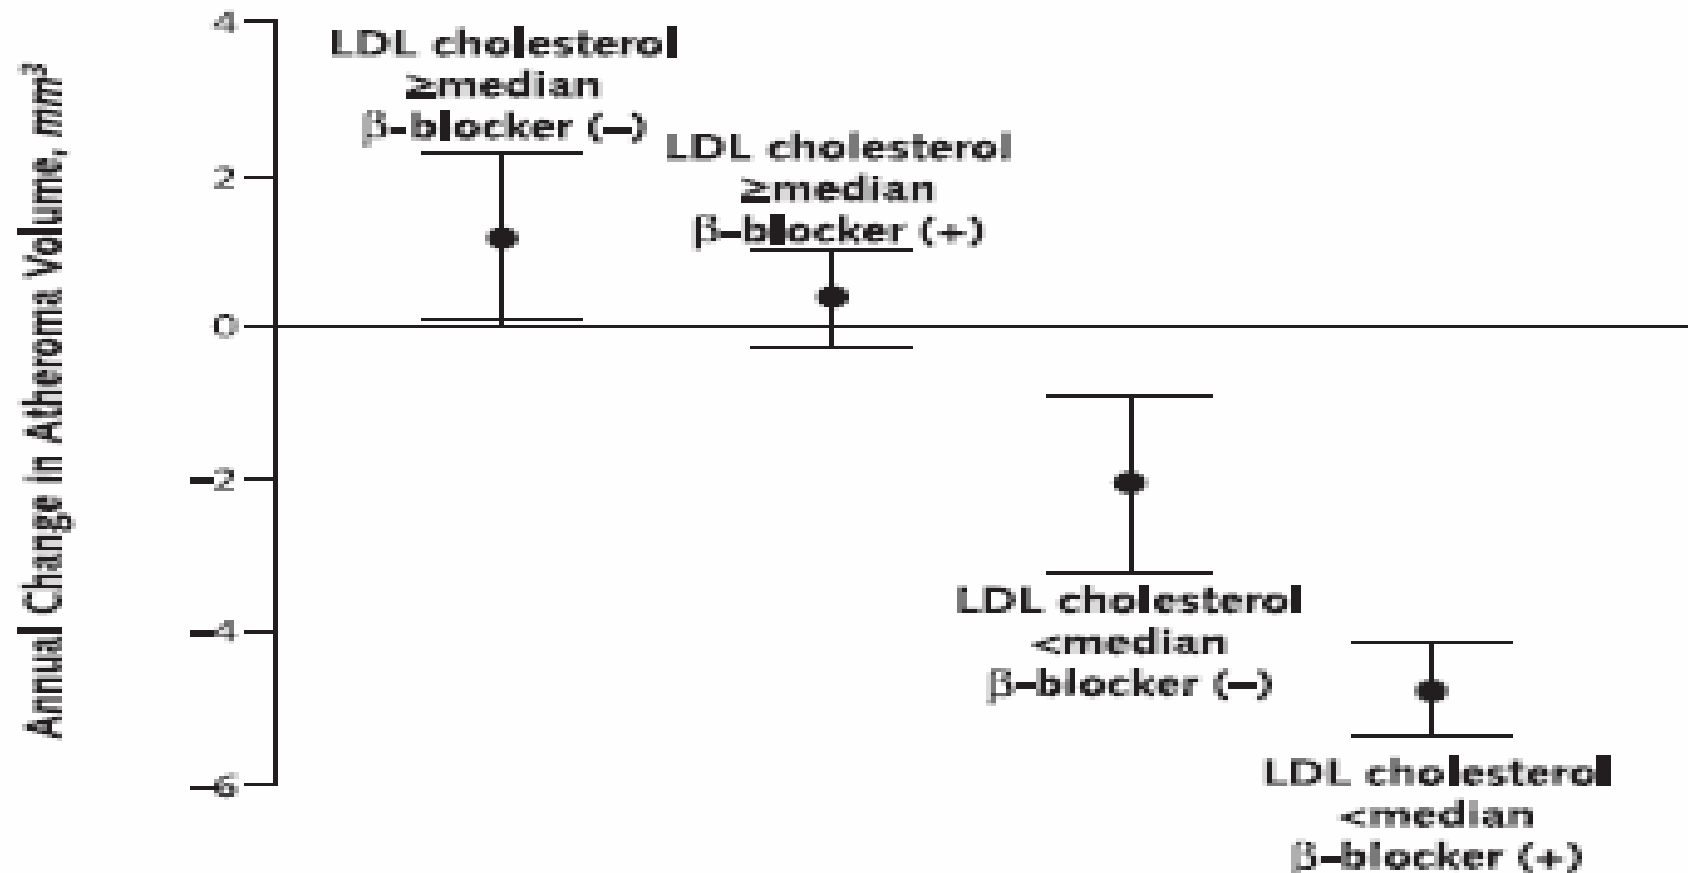 Annual Change in Atheroma Volume, mm³
4
2
0
–2
–4
–6
LDL cholesterol
≥median
β-blocker (–)
LDL cholesterol
≥median
β-blocker (+)
LDL cholesterol
<median
β-blocker (–)
LDL cholesterol
<median
β-blocker (+)